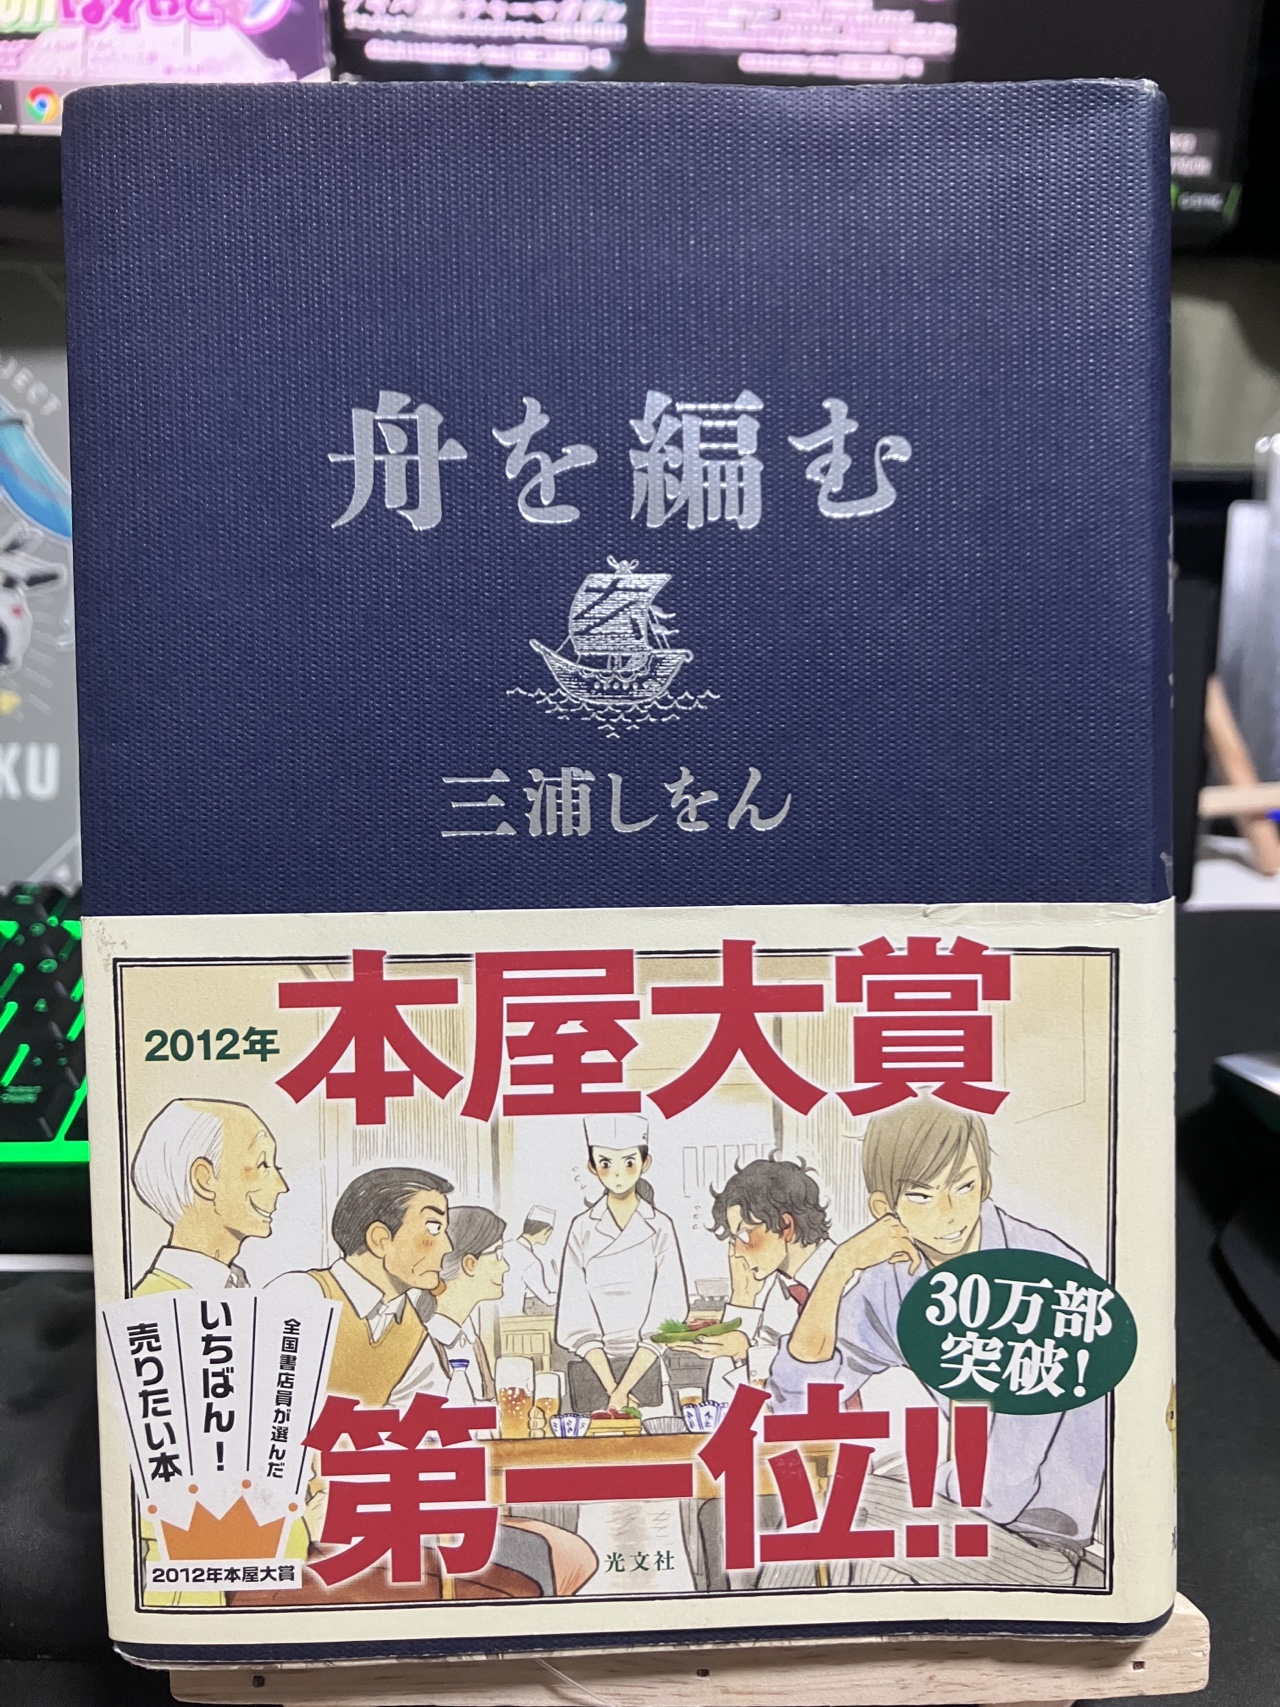 舟を編む
三浦しをん
2012年
本屋大賞
第一位!!
30万部
突破!
全国書店員が選んだ
いちばん!
売りたい本
2012年本屋大賞
光文社
JECT
KU